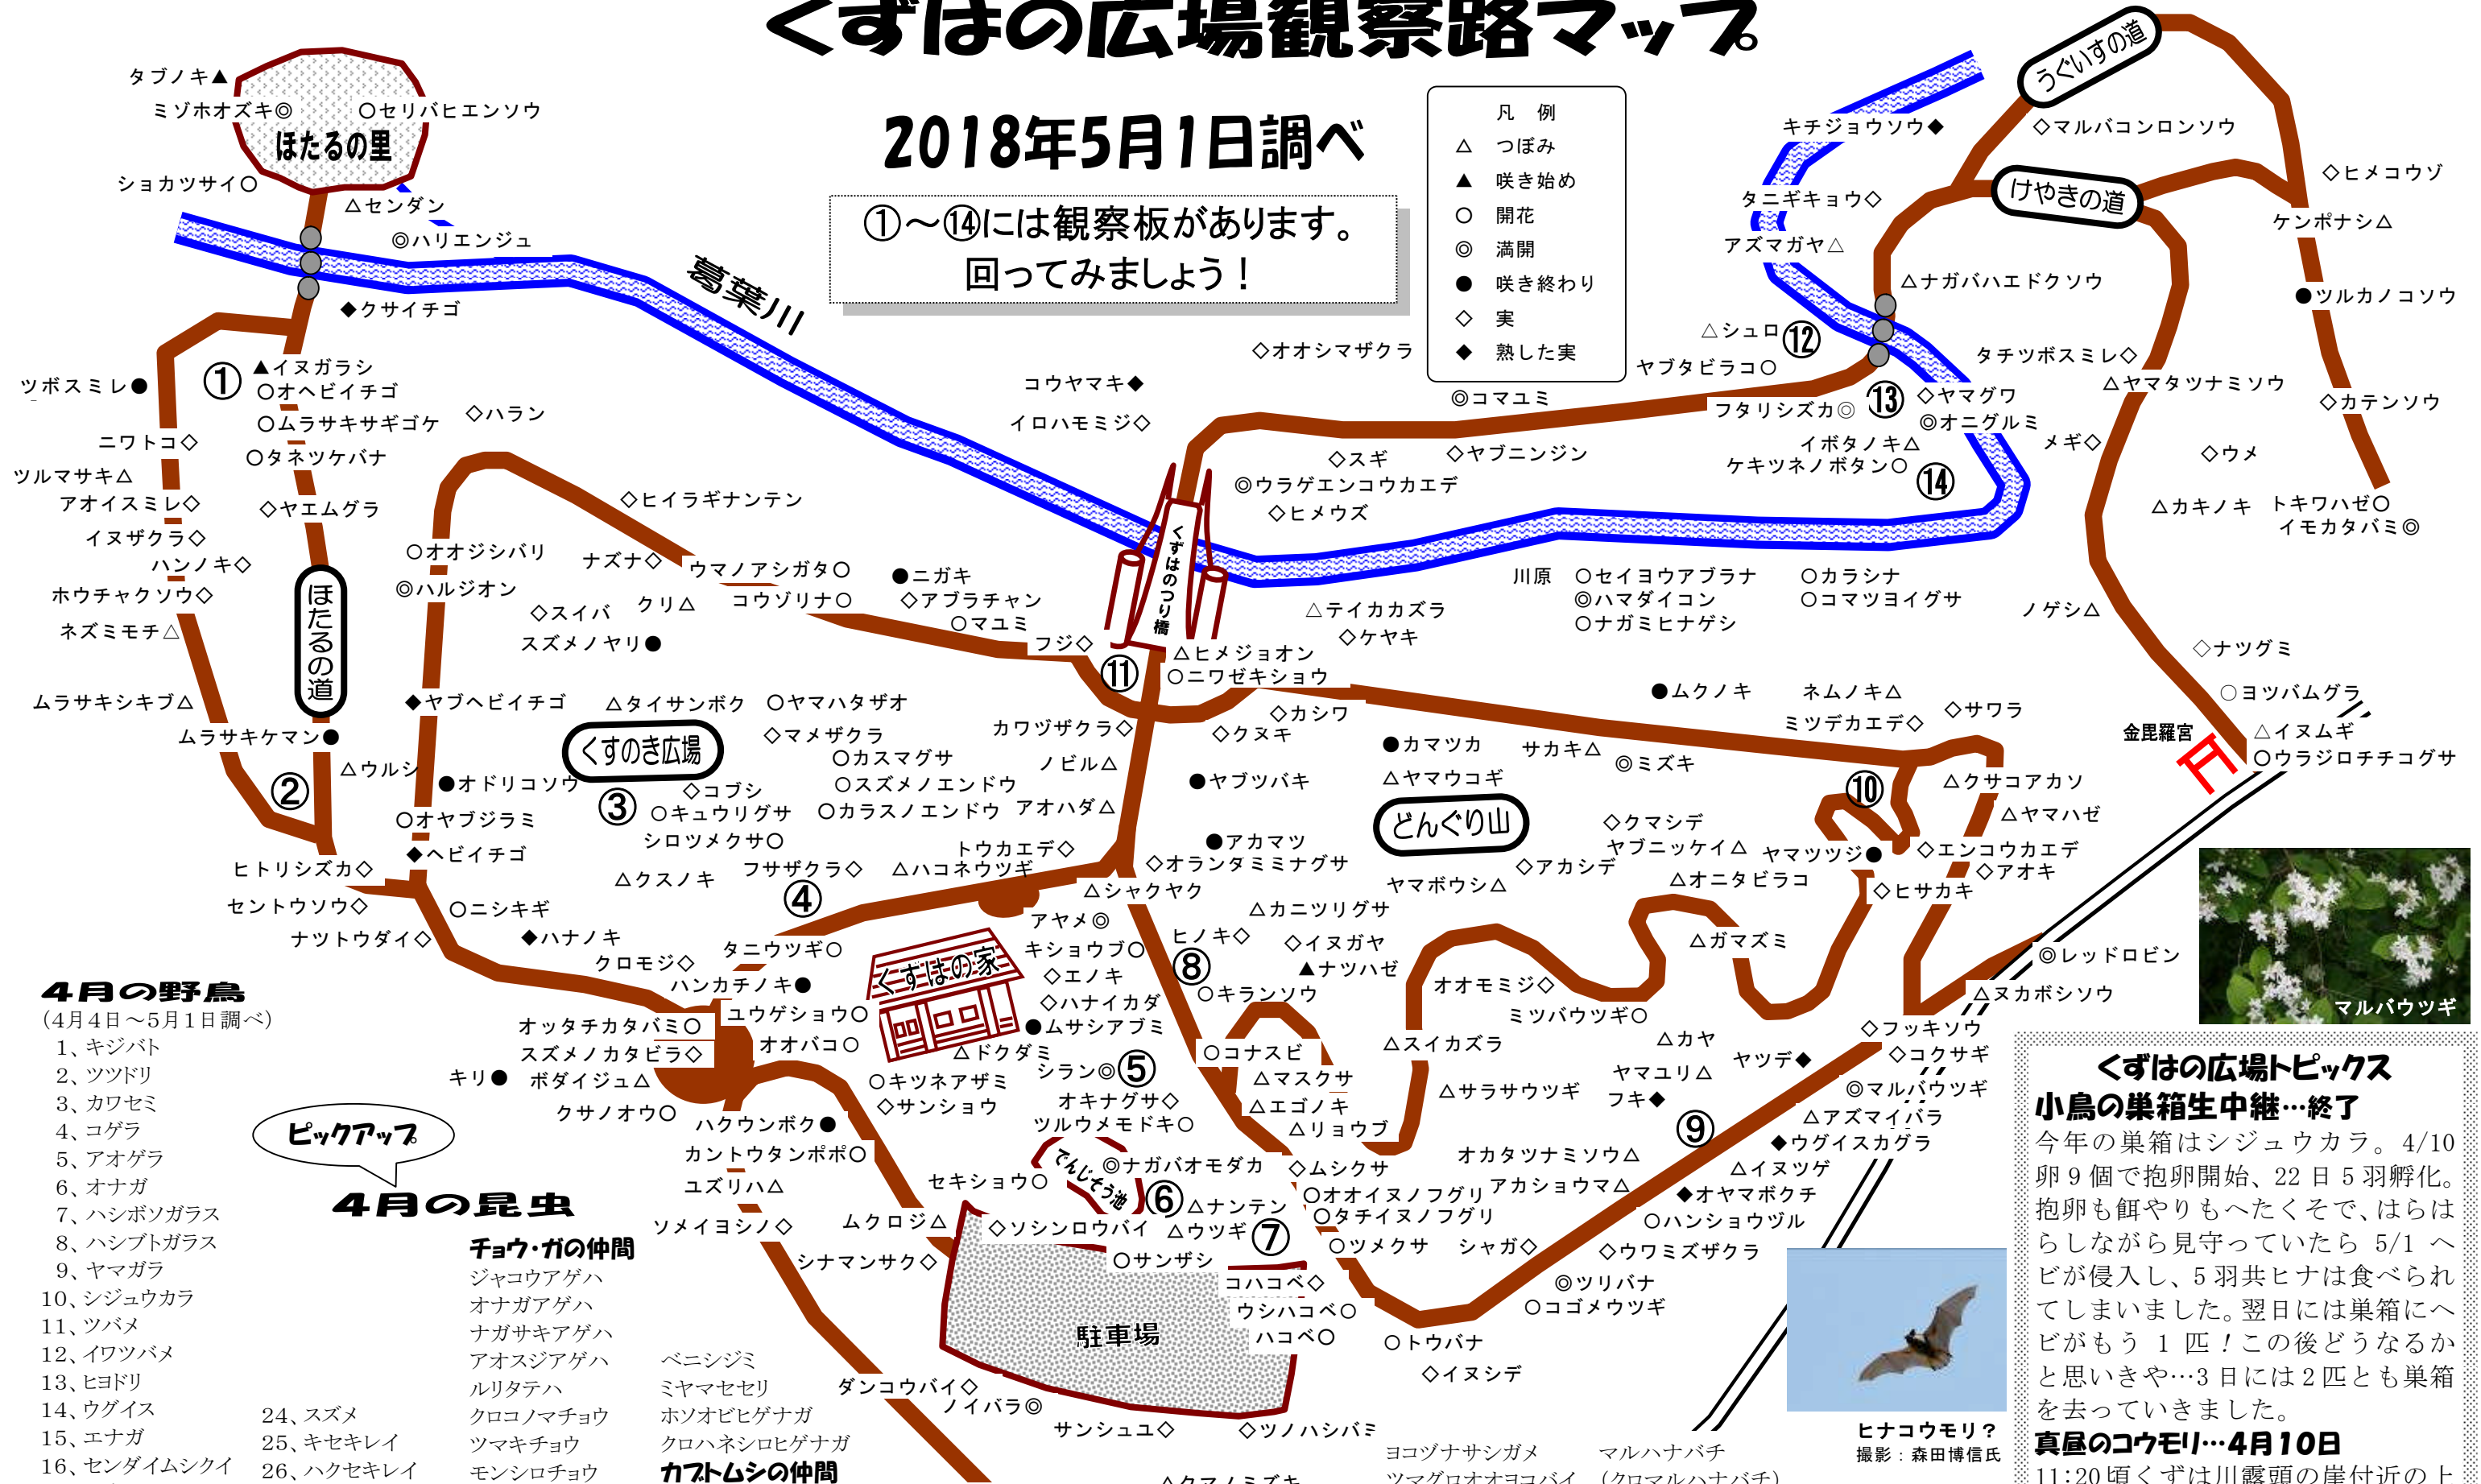 くずはの広場観察路マップ
2018年5月1日調べ
①～⑭には観察板があります。
回ってみましょう！
凡 例
△ つぼみ
▲ 咲き始め
○ 開花
◎ 満開
● 咲き終わり
◇ 実
◆ 熟した実
タブノキ▲
ミゾホオズキ◎
○セリバヒエンソウ
ほたるの里
ショカツサイ○
△センダン
◎ハリエンジュ
◆クサイチゴ
葛葉川
①
▲イヌガラシ
ツボスミレ●
○オヘビイチゴ
○ムラサキサギゴケ
◇ハラン
ニワトコ◇
○タネツケバナ
ツルマサキ△
アオイスミレ◇
◇ヤエムグラ
イヌザクラ◇
ハンノキ◇
ホウチャクソウ◇
ネズミモチ△
ほたるの道
ムラサキシキブ△
ムラサキケマン●
②
△ウルシ
ヒトリシズカ◇
セントウソウ◇
ナツトウダイ◇
◇ヒイラギナンテン
○オオジシバリ
◎ハルジオン
ナズナ◇
ウマノアシガタ○
コウゾリナ○
◇スイバ
クリ△
スズメノヤリ●
●ニガキ
◇アブラチャン
○マユミ
フジ◇
◆ヤブヘビイチゴ
△タイサンボク
○ヤマハタザオ
くすのき広場
◇マメザクラ
○カスマグサ
カワヅザクラ◇
ノビル△
●オドリコソウ
◇コブシ
○スズメノエンドウ
③
○キュウリグサ
○カラスノエンドウ
アオハダ△
○オヤブジラミ
シロツメクサ○
◆ヘビイチゴ
トウカエデ◇
△クスノキ
フサザクラ◇
△ハコネウツギ
④
○ニシキギ
◆ハナノキ
クロモジ◇
タニウツギ○
ハンカチノキ●
ユウゲショウ○
オッタチカタバミ○
スズメノカタビラ◇
オオバコ○
キリ●
ボダイジュ△
クサノオウ○
ハクウンボク●
カントウタンポポ○
ユズリハ△
ソメイヨシノ◇
ムクロジ△
シナマンサク◇
くずはの家
△シャクヤク
アヤメ◎
キショウブ○
◇エノキ
◇ハナイカダ
●ムサシアブミ
△ドクダミ
シラン◎
⑤
○キツネアザミ
◇サンショウ
オキナグサ◇
ツルウメモドキ○
でんじそう池
◎ナガバオモダカ
セキショウ○
⑥
△ナンテン
◇ソシンロウバイ
△ウツギ
⑦
○サンザシ
コハコベ◇
ウシハコベ○
ハコベ○
駐車場
ダンコウバイ◇
ノイバラ◎
サンシュユ◇
◇ツノハシバミ
△クマノミズキ
コウヤマキ◆
イロハモミジ◇
◇オオシマザクラ
◎コマユミ
◇スギ
◇ヤブニンジン
◎ウラゲエンコウカエデ
◇ヒメウズ
くずはのつり橋
⑪
△ヒメジョオン
○ニワゼキショウ
△テイカカズラ
◇ケヤキ
川原
○セイヨウアブラナ
◎ハマダイコン
○ナガミヒナゲシ
○カラシナ
○コマツヨイグサ
◇カシワ
◇クヌギ
●ヤブツバキ
●アカマツ
◇オランダミミナグサ
●カマツカ
△ヤマウコギ
どんぐり山
サカキ△
◎ミズキ
●ムクノキ
ネムノキ△
ミツデカエデ◇
◇サワラ
⑩
△クサコアカソ
△ヤマハゼ
◇クマシデ
ヤブニッケイ△
ヤマツツジ●
◇エンコウカエデ
◇アオキ
◇アカシデ
△オニタビラコ
◇ヒサカキ
ヤマボウシ△
△カニツリグサ
ヒノキ◇
⑧
◇イヌガヤ
▲ナツハゼ
○キランソウ
△ガマズミ
オオモミジ◇
ミツバウツギ○
○コナスビ
△マスクサ
△エゴノキ
△リョウブ
△スイカズラ
△サラサウツギ
△カヤ
ヤマユリ△
フキ◆
ヤツデ◆
⑨
◎レッドロビン
△ヌカボシソウ
◇フッキソウ
◇コクサギ
◎マルバウツギ
△アズマイバラ
◆ウグイスカグラ
△イヌツゲ
◆オヤマボクチ
○ハンショウヅル
◇ウワミズザクラ
オカタツナミソウ△
アカショウマ△
◇ムシクサ
○オオイヌノフグリ
○タチイヌノフグリ
○ツメクサ
シャガ◇
◎ツリバナ
○コゴメウツギ
○トウバナ
◇イヌシデ
キチジョウソウ◆
タニギキョウ◇
アズマガヤ△
うぐいすの道
◇マルバコンロンソウ
けやきの道
◇ヒメコウゾ
ケンポナシ△
●ツルカノコソウ
△ナガバハエドクソウ
△シュロ
⑫
ヤブタビラコ○
タチツボスミレ◇
フタリシズカ◎
⑬
◇ヤマグワ
◎オニグルミ
△ヤマタツナミソウ
◇カテンソウ
イボタノキ△
ケキツネノボタン○
⑭
メギ◇
◇ウメ
△カキノキ
トキワハゼ○
イモカタバミ◎
ノゲシ△
◇ナツグミ
○ヨツバムグラ
金毘羅宮
△イヌムギ
○ウラジロチチコグサ
マルバウツギ
4月の野鳥
（4月4日～5月1日調べ）
1、キジバト
2、ツツドリ
3、カワセミ
4、コゲラ
5、アオゲラ
6、オナガ
7、ハシボソガラス
8、ハシブトガラス
9、ヤマガラ
10、シジュウカラ
11、ツバメ
12、イワツバメ
13、ヒヨドリ
14、ウグイス
15、エナガ
16、センダイムシクイ
24、スズメ
25、キセキレイ
26、ハクセキレイ
ピックアップ
4月の昆虫
チョウ・ガの仲間
ジャコウアゲハ
オナガアゲハ
ナガサキアゲハ
アオスジアゲハ
ルリタテハ
クロコノマチョウ
ツマキチョウ
モンシロチョウ
ベニシジミ
ミヤマセセリ
ホソオビヒゲナガ
クロハネシロヒゲナガ
カブトムシの仲間
ヨコヅナサシガメ
ツマグロオオヨコバイ
マルハナバチ
（クロマルハナバチ）
ヒナコウモリ？
撮影：森田博信氏
くずはの広場トピックス
小鳥の巣箱生中継…終了
今年の巣箱はシジュウカラ。4/10
卵9個で抱卵開始、22日5羽孵化。
抱卵も餌やりもへたくそで、はらは
らしながら見守っていたら 5/1 ヘ
ビが侵入し、5羽共ヒナは食べられ
てしまいました。翌日には巣箱にヘ
ビがもう 1 匹！この後どうなるか
と思いきや…3日には2匹とも巣箱
を去っていきました。
真昼のコウモリ…4月10日
11:20頃くずは川露頭の崖付近の上